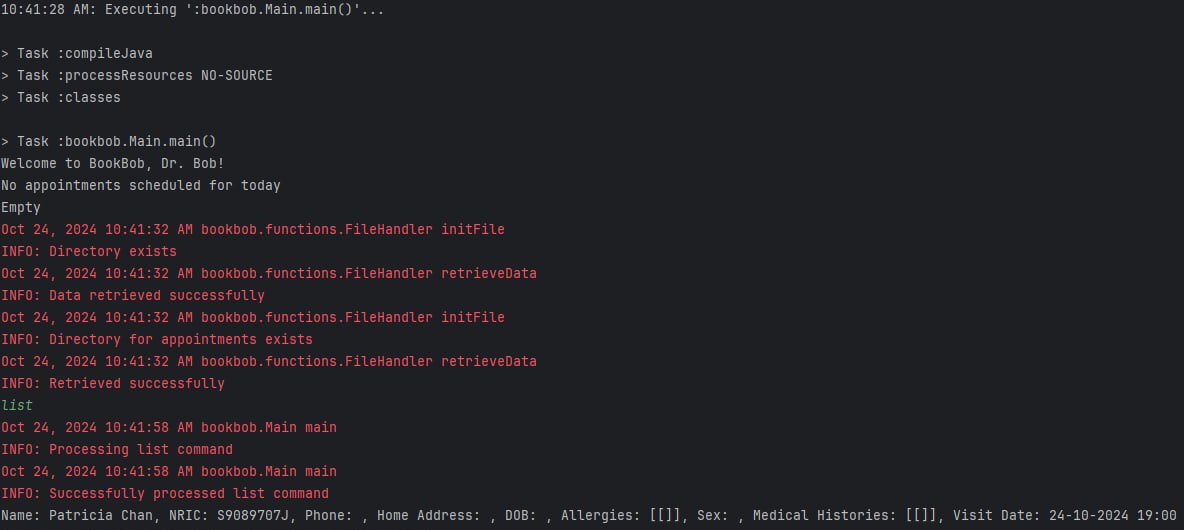 10:41:28 AM: Executing ':bookbob.Main.main()'...
> Task :compileJava
> Task :processResources NO-SOURCE
> Task :classes
> Task :bookbob.Main.main()
Welcome to BookBob, Dr. Bob!
No appointments scheduled for today
Empty
Oct 24, 2024 10:41:32 AM bookbob.functions.FileHandler initFile
INFO: Directory exists
Oct 24, 2024 10:41:32 AM bookbob.functions.FileHandler retrieveData
INFO: Data retrieved successfully
Oct 24, 2024 10:41:32 AM bookbob.functions.FileHandler initFile
INFO: Directory for appointments exists
Oct 24, 2024 10:41:32 AM bookbob.functions.FileHandler retrieveData
INFO: Retrieved successfully
list
Oct 24, 2024 10:41:58 AM bookbob.Main main
INFO: Processing list command
Oct 24, 2024 10:41:58 AM bookbob.Main main
INFO: Successfully processed list command
Name: Patricia Chan, NRIC: S9089707J, Phone: , Home Address: , DOB: , Allergies: [[]], Sex: , Medical Histories: [[]], Visit Date: 24-10-2024 19:00